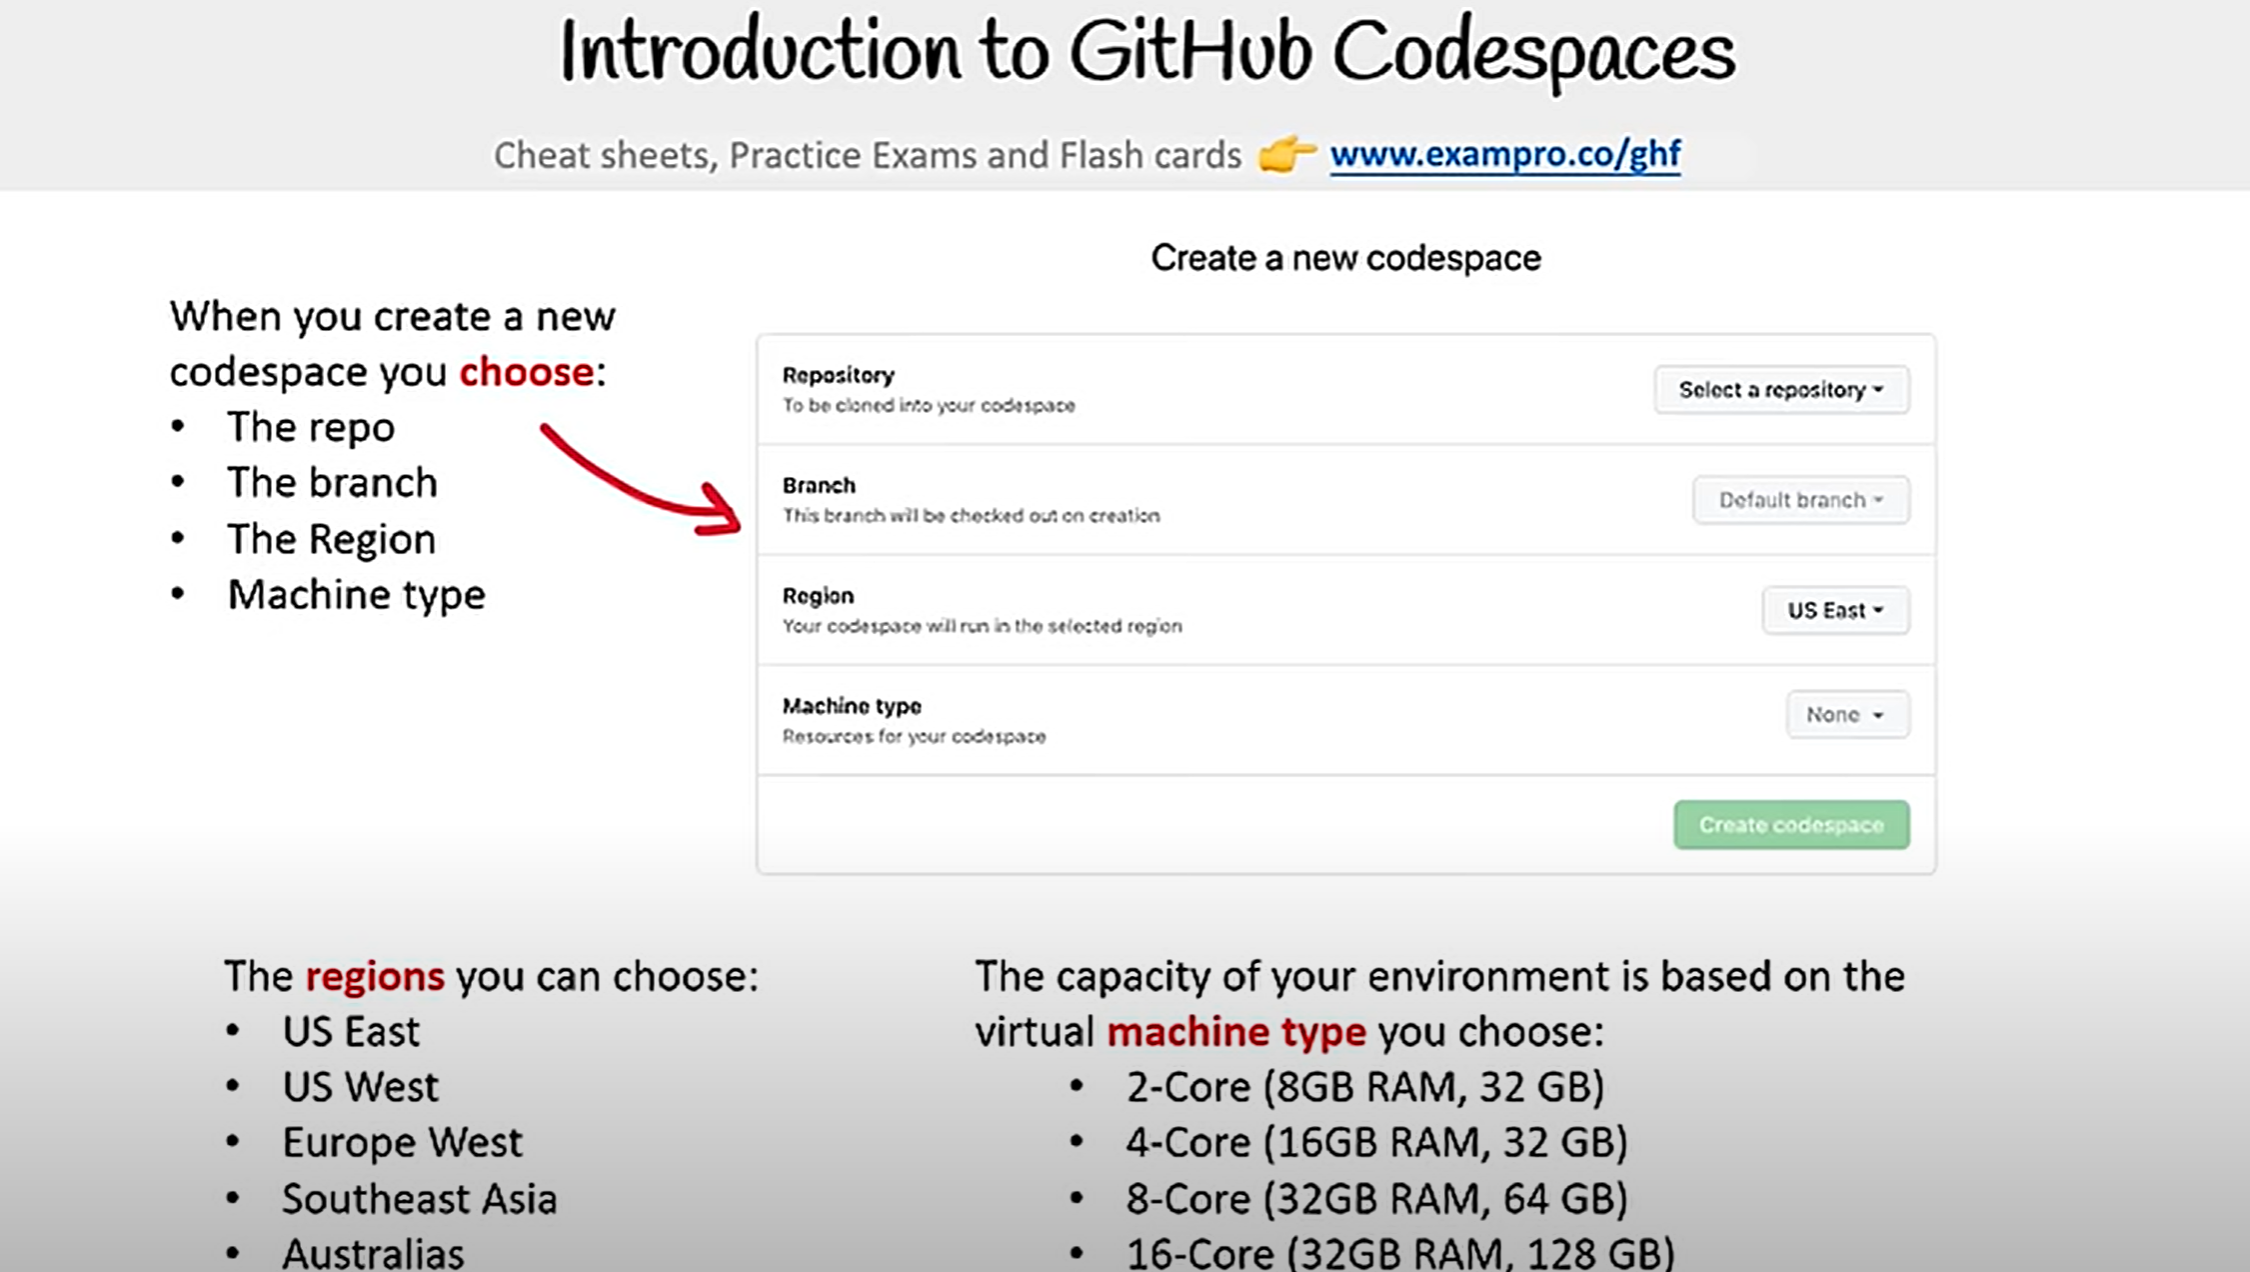 Introduction to GitHub Codespaces
Cheat sheets, Practice Exams and Flash cards 👉 www.exampro.co/ghf
When you create a new
codespace you choose:
• The repo
• The branch
• The Region
• Machine type
Create a new codespace
Repository
To be cloned into your codespace
Select a repository
Branch
This branch will be checked out on creation
Default branch
Region
Your codespace will run in the selected region
US East
Machine type
Resources for your codespace
None
Create codespace
The regions you can choose:
• US East
• US West
• Europe West
• Southeast Asia
• Australias
The capacity of your environment is based on the
virtual machine type you choose:
• 2-Core (8GB RAM, 32 GB)
• 4-Core (16GB RAM, 32 GB)
• 8-Core (32GB RAM, 64 GB)
• 16-Core (32GB RAM, 128 GB)